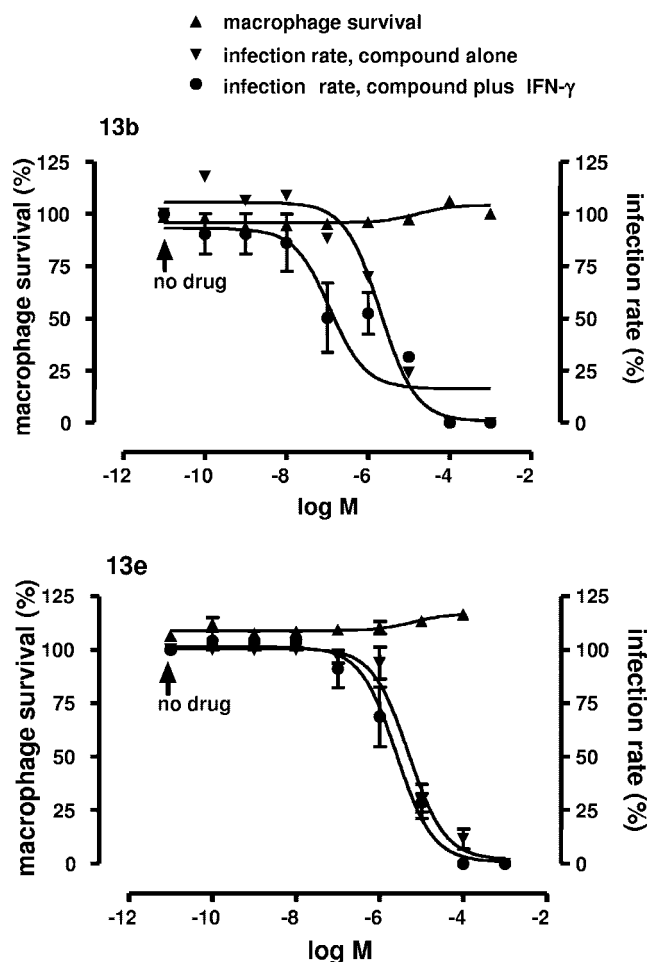 macrophage survival
infection rate, compound alone
infection rate, compound plus IFN-γ
13b
macrophage survival (%)
125
100
75
50
25
0
no drug
125
100
75
50
25
0
infection rate (%)
-12 -10 -8 -6 -4 -2
log M
13e
macrophage survival (%)
125
100
75
50
25
0
no drug
125
100
75
50
25
0
infection rate (%)
-12 -10 -8 -6 -4 -2
log M